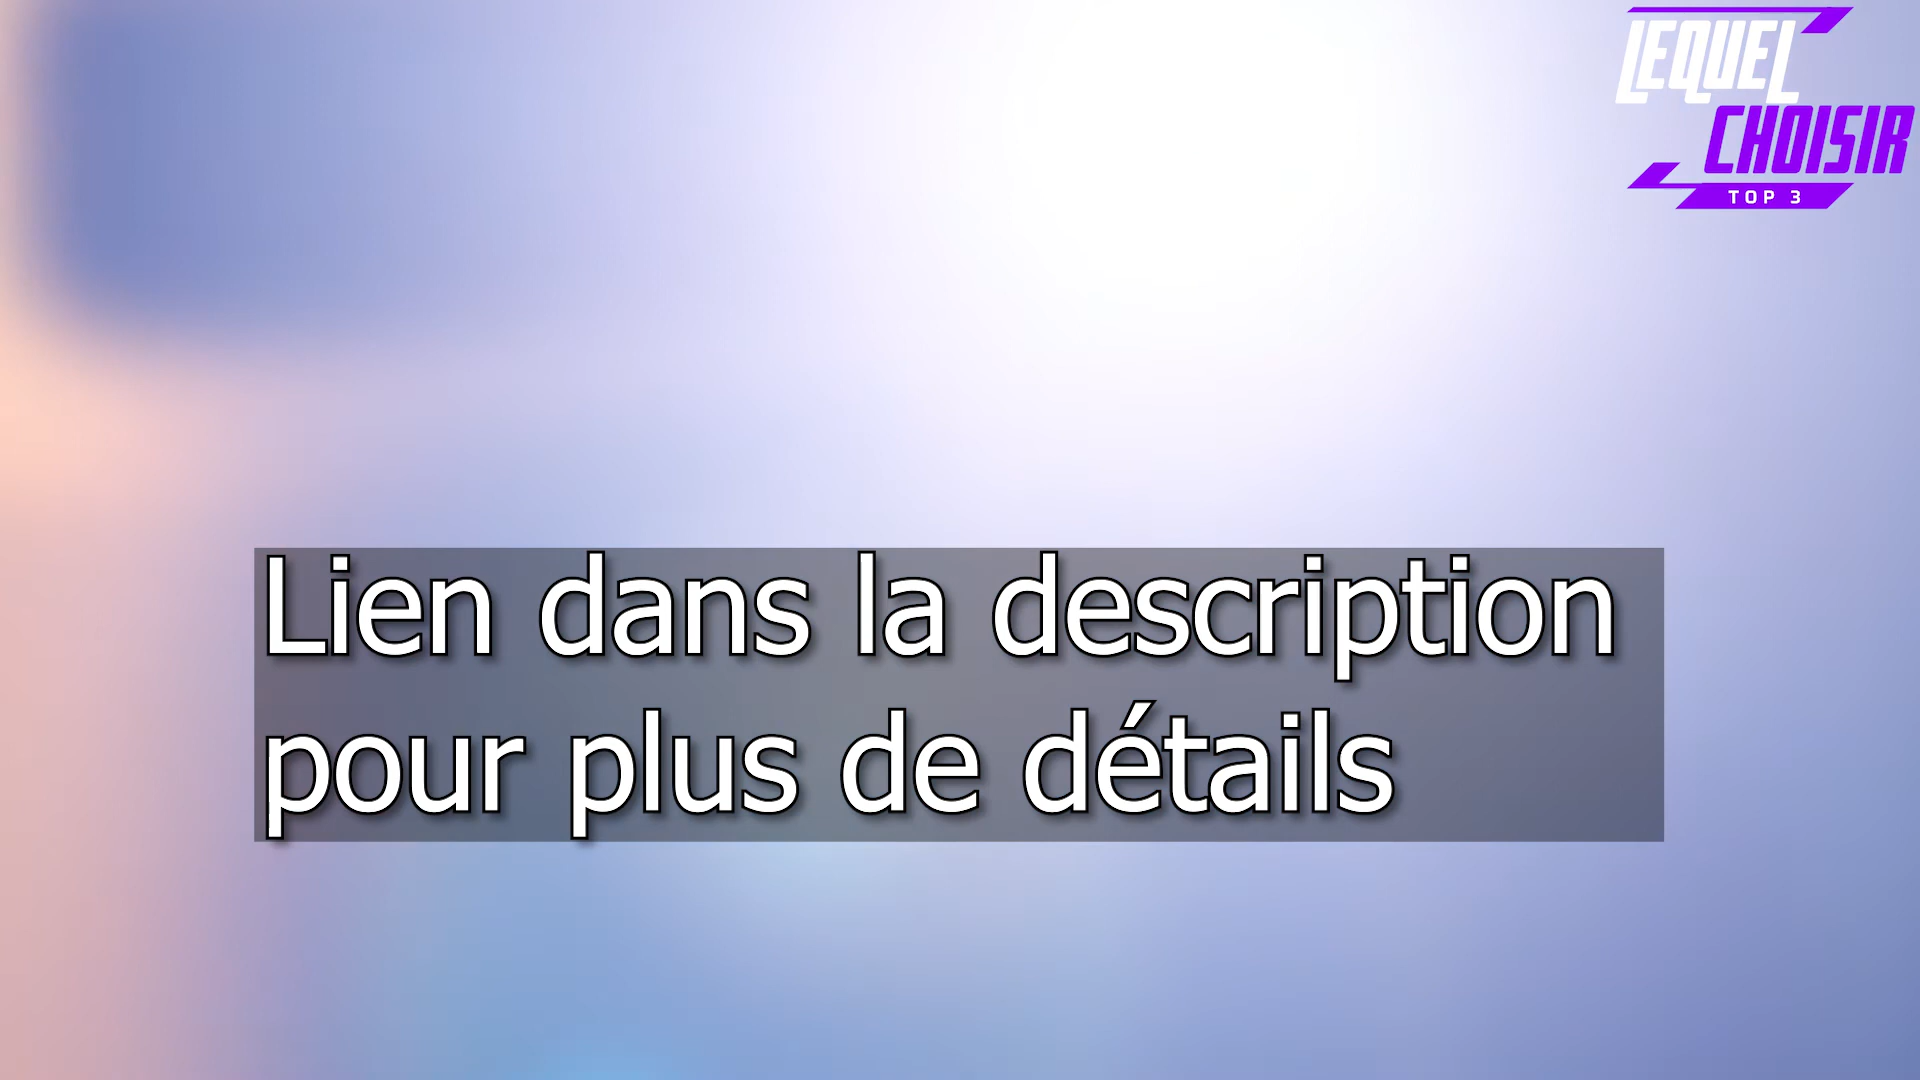 LEQUEL
CHOISIR
TOP 3
Lien dans la description
pour plus de détails